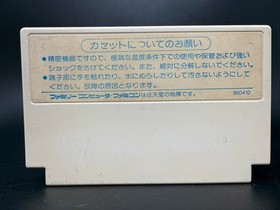 カセットについてのお願い
●精密機器ですので、極端な温度条件下での使用や保管および強い
ショックをさけてください。また、絶対に分解しないでください。
●端子部に手を触れたり、水にぬらしたりして汚さないようにして
ください。故障の原因となります。
ファミリーコンピュータ・ファミコンは任天堂の商標です。 860410